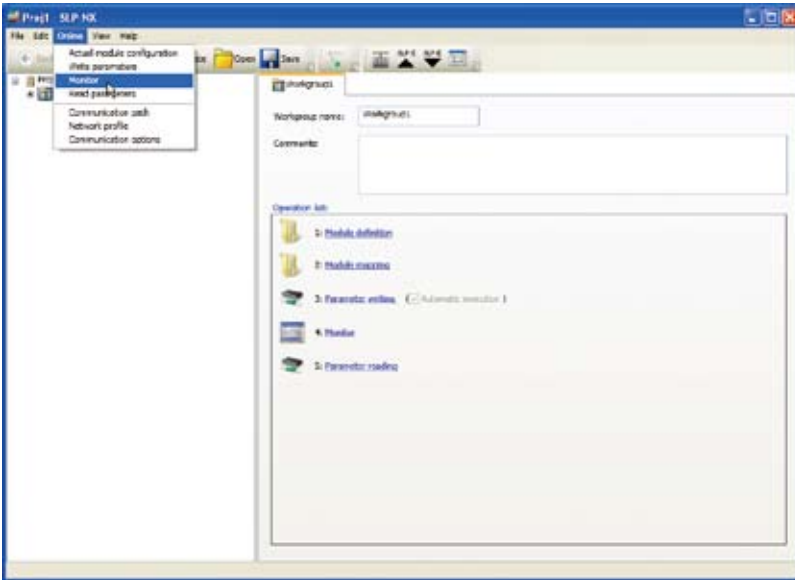 Proj1 SLP-NX
File Edit Online View Help
Actual module configuration
Write parameters
Monitor
Read parameters
Communication path
Network profile
Communication options
Open
Save
Workgroup1
Workgroup name: Workgroup1
Comments:
Operation list
1: Module definition
2: Module mapping
3: Parameter writing ( Automatic execution )
4. Monitor
5: Parameter reading